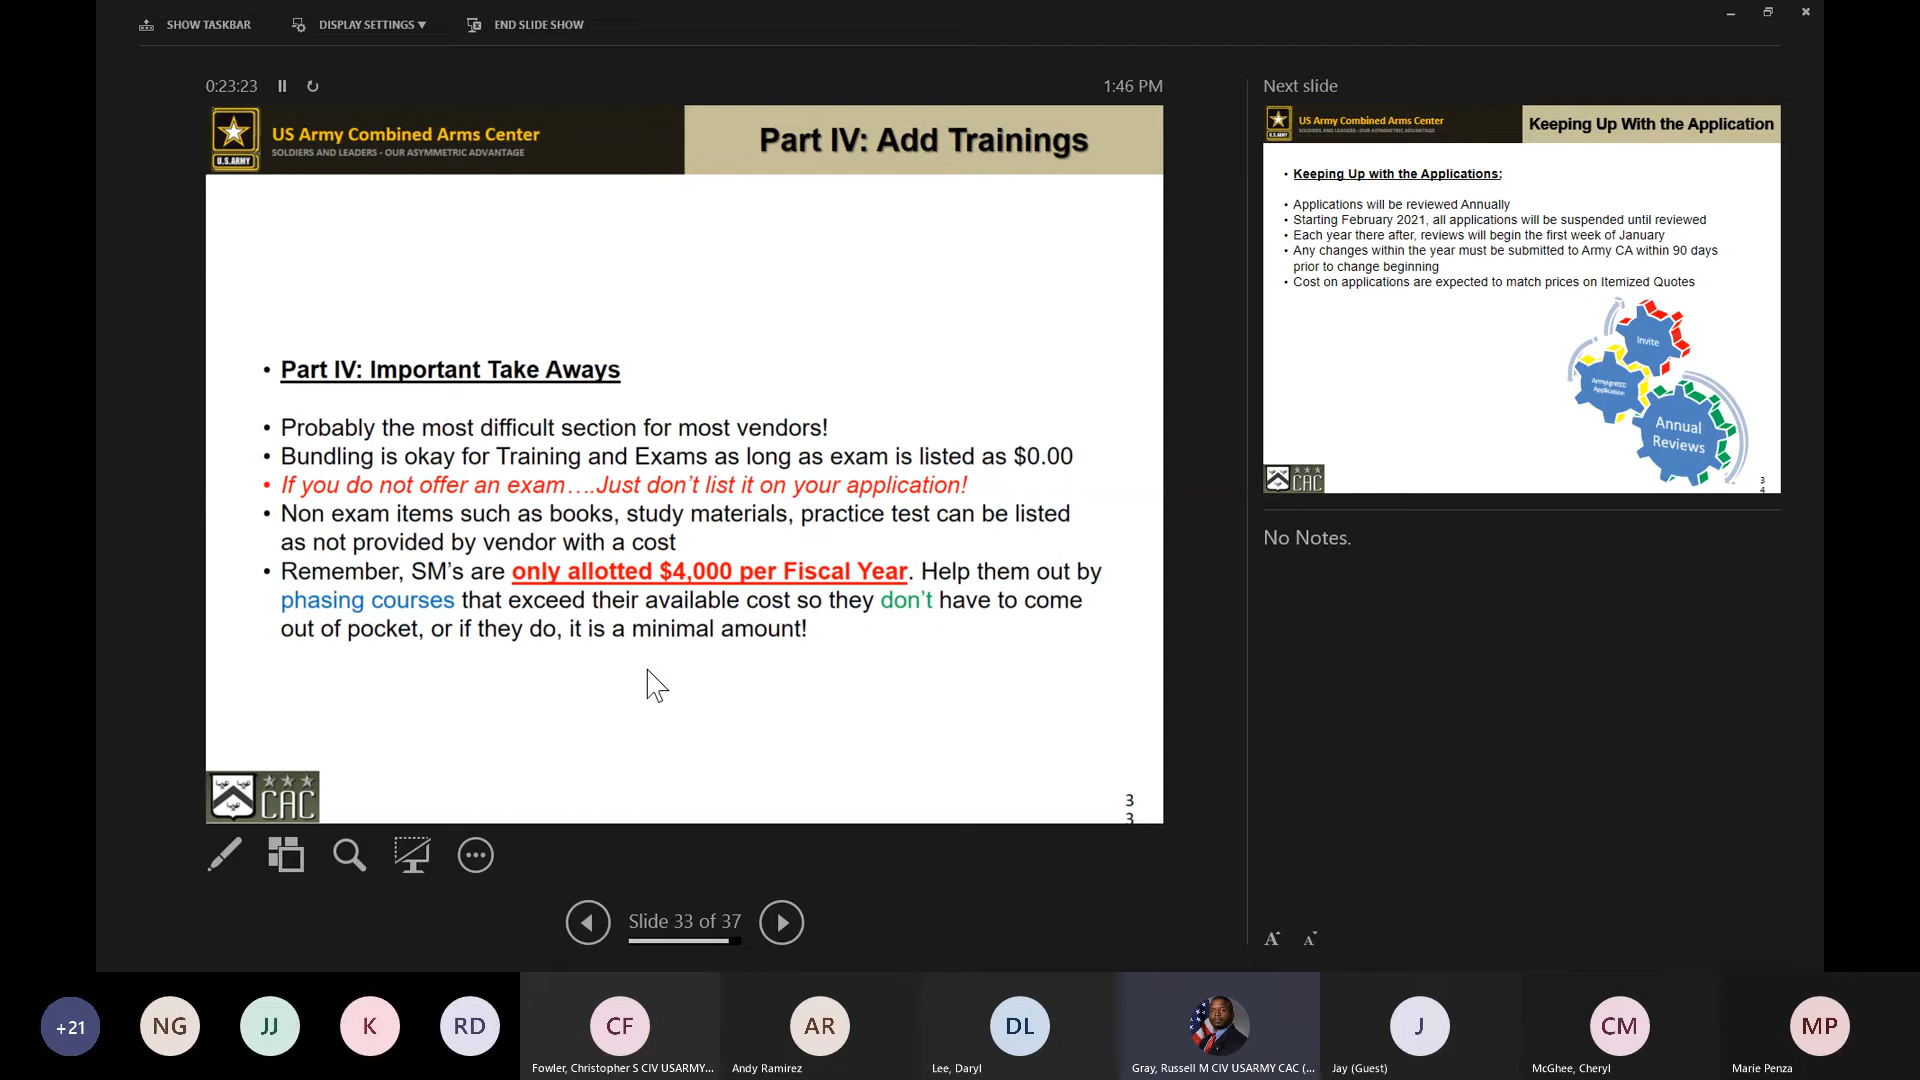 SHOW TASKBAR
DISPLAY SETTINGS
END SLIDE SHOW
0:23:23
1:46 PM
U.S.ARMY
US Army Combined Arms Center
SOLDIERS AND LEADERS - OUR ASYMMETRIC ADVANTAGE
Part IV: Add Trainings
• Part IV: Important Take Aways
• Probably the most difficult section for most vendors!
• Bundling is okay for Training and Exams as long as exam is listed as $0.00
• If you do not offer an exam….Just don’t list it on your application!
• Non exam items such as books, study materials, practice test can be listed
as not provided by vendor with a cost
• Remember, SM’s are only allotted $4,000 per Fiscal Year. Help them out by
phasing courses that exceed their available cost so they don’t have to come
out of pocket, or if they do, it is a minimal amount!
CAC
3
3
Slide 33 of 37
Next slide
US Army Combined Arms Center
SOLDIERS AND LEADERS - OUR ASYMMETRIC ADVANTAGE
Keeping Up With the Application
• Keeping Up with the Applications:
• Applications will be reviewed Annually
• Starting February 2021, all applications will be suspended until reviewed
• Each year there after, reviews will begin the first week of January
• Any changes within the year must be submitted to Army CA within 90 days
prior to change beginning
• Cost on applications are expected to match prices on Itemized Quotes
Invite
ArmyIgnitED
Application
Annual
Reviews
CAC
3
4
No Notes.
A A
+21
NG
JJ
K
RD
CF
AR
DL
J
CM
MP
Fowler, Christopher S CIV USARMY...
Andy Ramirez
Lee, Daryl
Gray, Russell M CIV USARMY CAC (...
Jay (Guest)
McGhee, Cheryl
Marie Penza